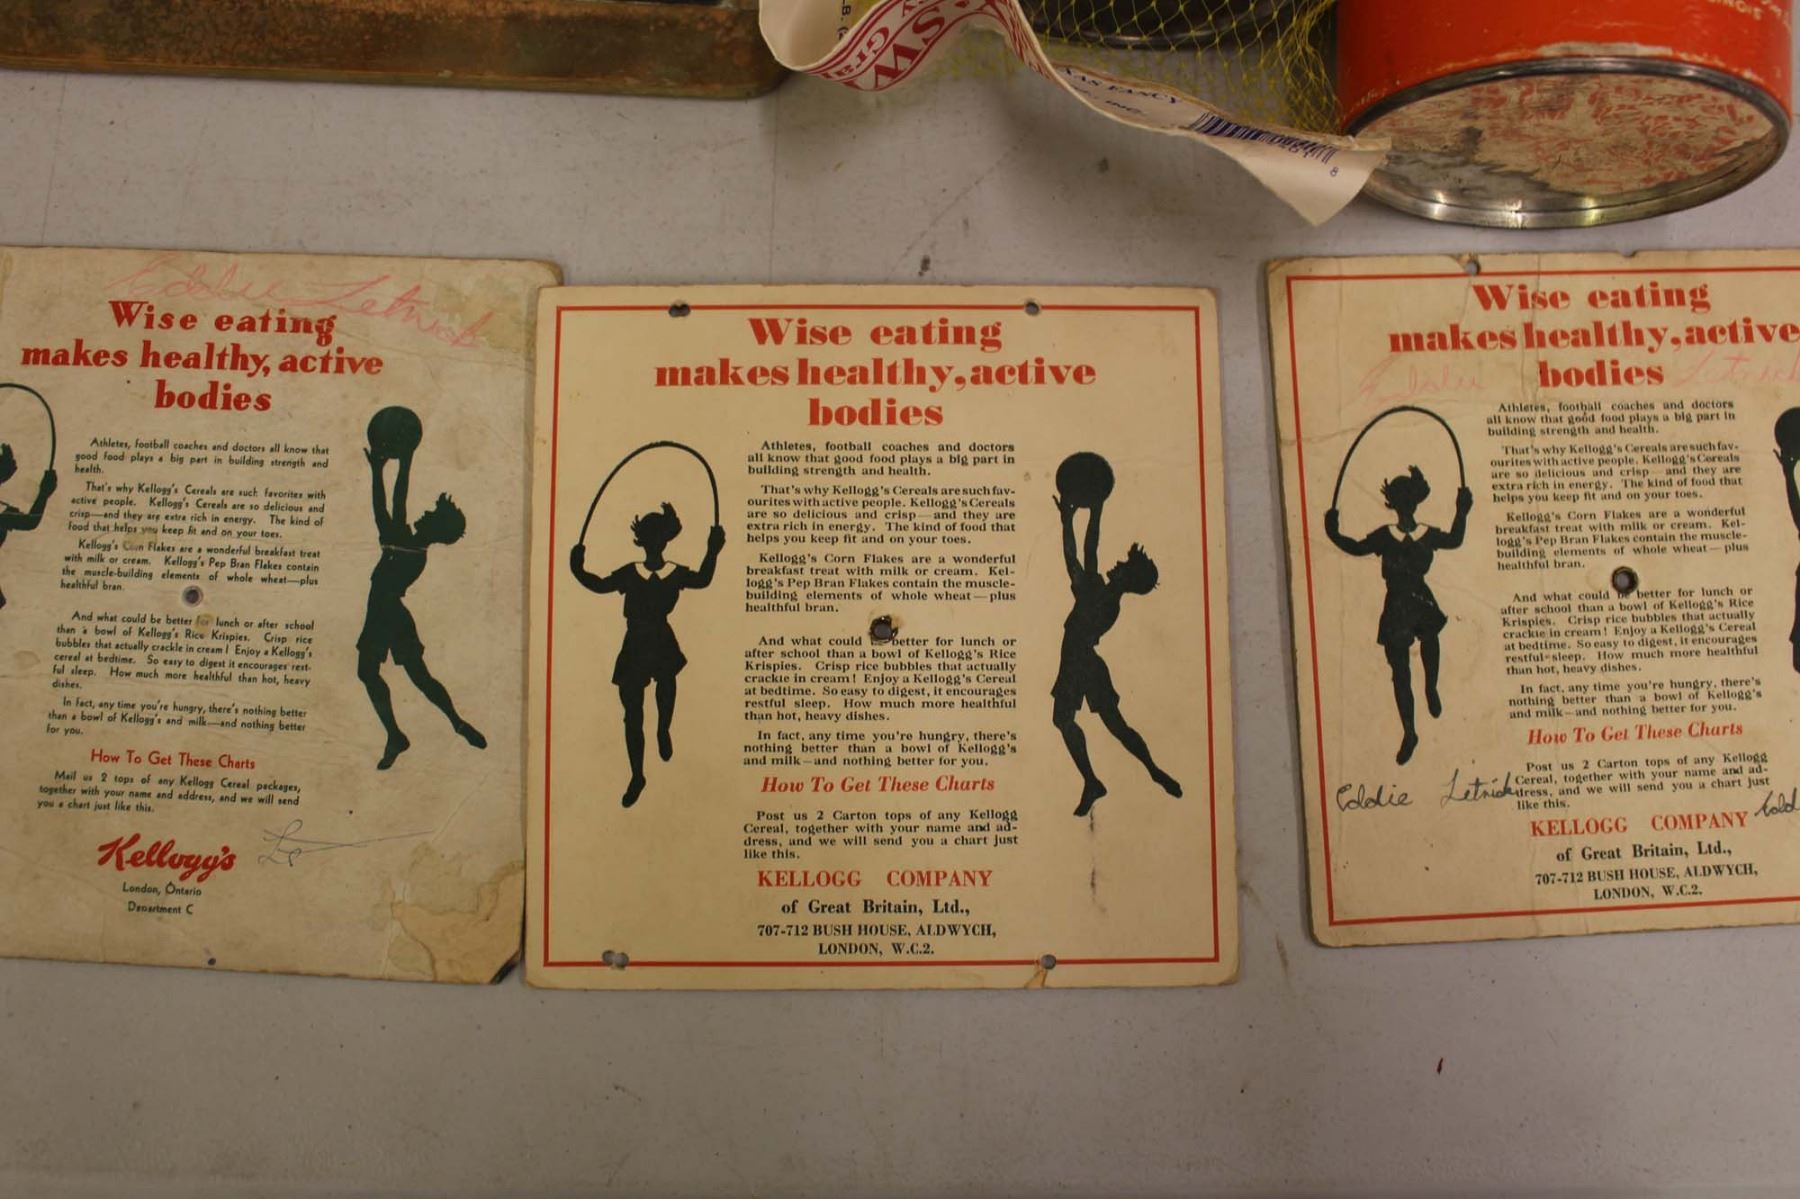 ILLINOIS
TEXAS FANCY
8
Eddie Letnick
Wise eating
makes healthy, active
bodies
Athletes, football coaches and doctors all know that
good food plays a big part in building strength and
health.
That's why Kellogg's Cereals are such favorites with
active people. Kellogg's Cereals are so delicious and
crisp—and they are extra rich in energy. The kind of
food that helps you keep fit and on your toes.
Kellogg's Corn Flakes are a wonderful breakfast treat
with milk or cream. Kellogg's Pep Bran Flakes contain
the muscle-building elements of whole wheat—plus
healthful bran.
And what could be better for lunch or after school
than a bowl of Kellogg's Rice Krispies. Crisp rice
bubbles that actually crackle in cream! Enjoy a Kellogg's
cereal at bedtime. So easy to digest it encourages rest-
ful sleep. How much more healthful than hot, heavy
dishes.
In fact, any time you're hungry, there's nothing better
than a bowl of Kellogg's and milk—and nothing better
for you.
How To Get These Charts
Mail us 2 tops of any Kellogg Cereal packages,
together with your name and address, and we will send
you a chart just like this.
Kellogg's
London, Ontario
Department C
Wise eating
makes healthy, active
bodies
Athletes, football coaches and doctors
all know that good food plays a big part in
building strength and health.
That's why Kellogg's Cereals are such fav-
ourites with active people. Kellogg's Cereals
are so delicious and crisp—and they are
extra rich in energy. The kind of food that
helps you keep fit and on your toes.
Kellogg's Corn Flakes are a wonderful
breakfast treat with milk or cream. Kel-
logg's Pep Bran Flakes contain the muscle-
building elements of whole wheat—plus
healthful bran.
And what could be better for lunch or
after school than a bowl of Kellogg's Rice
Krispies. Crisp rice bubbles that actually
crackle in cream! Enjoy a Kellogg's Cereal
at bedtime. So easy to digest, it encourages
restful sleep. How much more healthful
than hot, heavy dishes.
In fact, any time you're hungry, there's
nothing better than a bowl of Kellogg's
and milk—and nothing better for you.
How To Get These Charts
Post us 2 Carton tops of any Kellogg
Cereal, together with your name and ad-
dress, and we will send you a chart just
like this.
KELLOGG COMPANY
of Great Britain, Ltd.,
707-712 BUSH HOUSE, ALDWYCH,
LONDON, W.C.2.
Wise eating
makes healthy, active
bodies
Eddie Letnick
Athletes, football coaches and doctors
all know that good food plays a big part in
building strength and health.
That's why Kellogg's Cereals are such fav-
ourites with active people. Kellogg's Cereals
are so delicious and crisp—and they are
extra rich in energy. The kind of food that
helps you keep fit and on your toes.
Kellogg's Corn Flakes are a wonderful
breakfast treat with milk or cream. Kel-
logg's Pep Bran Flakes contain the muscle-
building elements of whole wheat—plus
healthful bran.
And what could be better for lunch or
after school than a bowl of Kellogg's Rice
Krispies. Crisp rice bubbles that actually
crackle in cream! Enjoy a Kellogg's Cereal
at bedtime. So easy to digest, it encourages
restful sleep. How much more healthful
than hot, heavy dishes.
In fact, any time you're hungry, there's
nothing better than a bowl of Kellogg's
and milk—and nothing better for you.
How To Get These Charts
Post us 2 Carton tops of any Kellogg
Cereal, together with your name and ad-
dress, and we will send you a chart just
like this.
Eddie Letnick
KELLOGG COMPANY
of Great Britain, Ltd.,
707-712 BUSH HOUSE, ALDWYCH,
LONDON, W.C.2.